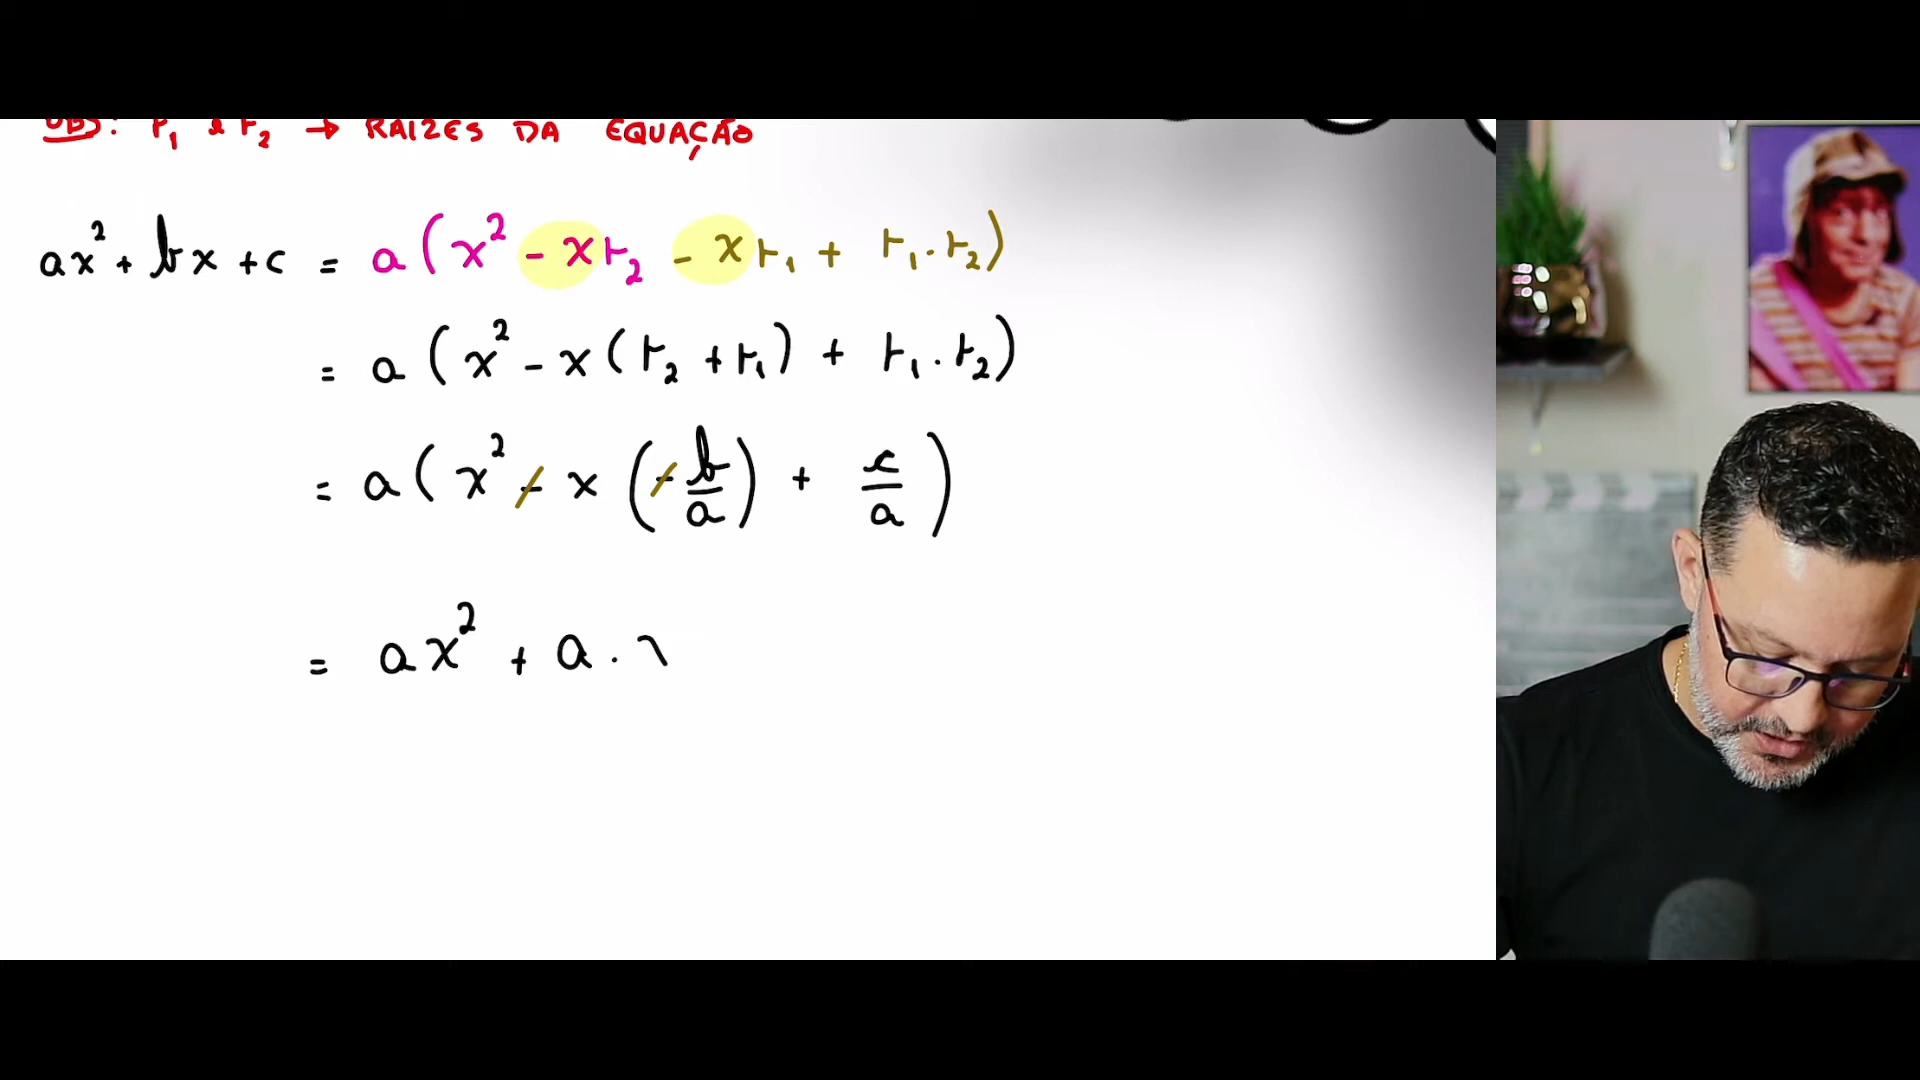 OBS: r₁ e r₂ → RAIZES DA EQUAÇÃO
ax² + bx + c = a(x² - xr₂ - xr₁ + r₁.r₂)
= a(x² - x(r₂ + r₁) + r₁.r₂)
= a(x² - x(-b/a) + c/a)
= ax² + a.